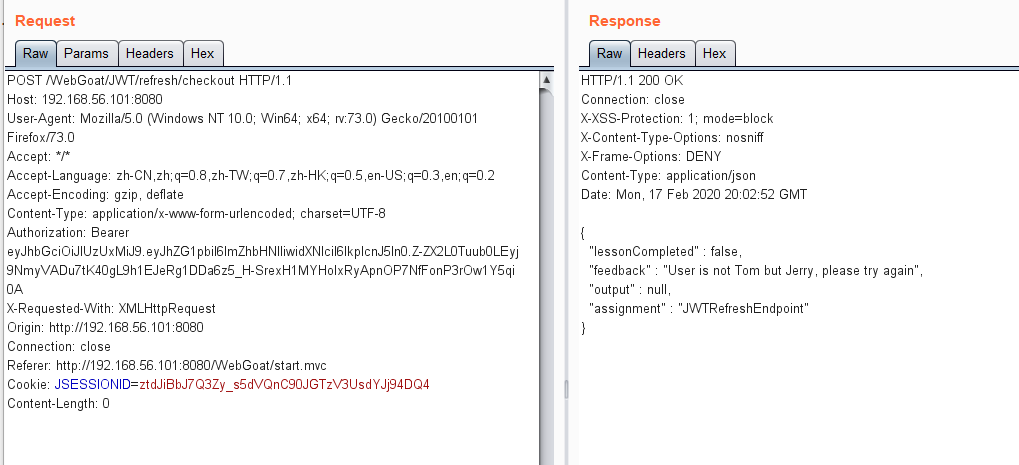 Request
Raw Params Headers Hex
POST /WebGoat/JWT/refresh/checkout HTTP/1.1
Host: 192.168.56.101:8080
User-Agent: Mozilla/5.0 (Windows NT 10.0; Win64; x64; rv:73.0) Gecko/20100101
Firefox/73.0
Accept: */*
Accept-Language: zh-CN,zh;q=0.8,zh-TW;q=0.7,zh-HK;q=0.5,en-US;q=0.3,en;q=0.2
Accept-Encoding: gzip, deflate
Content-Type: application/x-www-form-urlencoded; charset=UTF-8
Authorization: Bearer
eyJhbGciOiJIUzUxMiJ9.eyJhZG1pbiI6ImZhbHNlIiwidXNlciI6IkplcnJ5In0.Z-ZX2L0Tuub0LEyj
9NmyVADu7tK40gL9h1EJeRg1DDa6z5_H-SrexH1MYHoIxRyApnOP7NfFonP3rOw1Y5qi
0A
X-Requested-With: XMLHttpRequest
Origin: http://192.168.56.101:8080
Connection: close
Referer: http://192.168.56.101:8080/WebGoat/start.mvc
Cookie: JSESSIONID=ztdJiBbJ7Q3Zy_s5dVQnC90JGTzV3UsdYJj94DQ4
Content-Length: 0
Response
Raw Headers Hex
HTTP/1.1 200 OK
Connection: close
X-XSS-Protection: 1; mode=block
X-Content-Type-Options: nosniff
X-Frame-Options: DENY
Content-Type: application/json
Date: Mon, 17 Feb 2020 20:02:52 GMT
{
"lessonCompleted" : false,
"feedback" : "User is not Tom but Jerry, please try again",
"output" : null,
"assignment" : "JWTRefreshEndpoint"
}